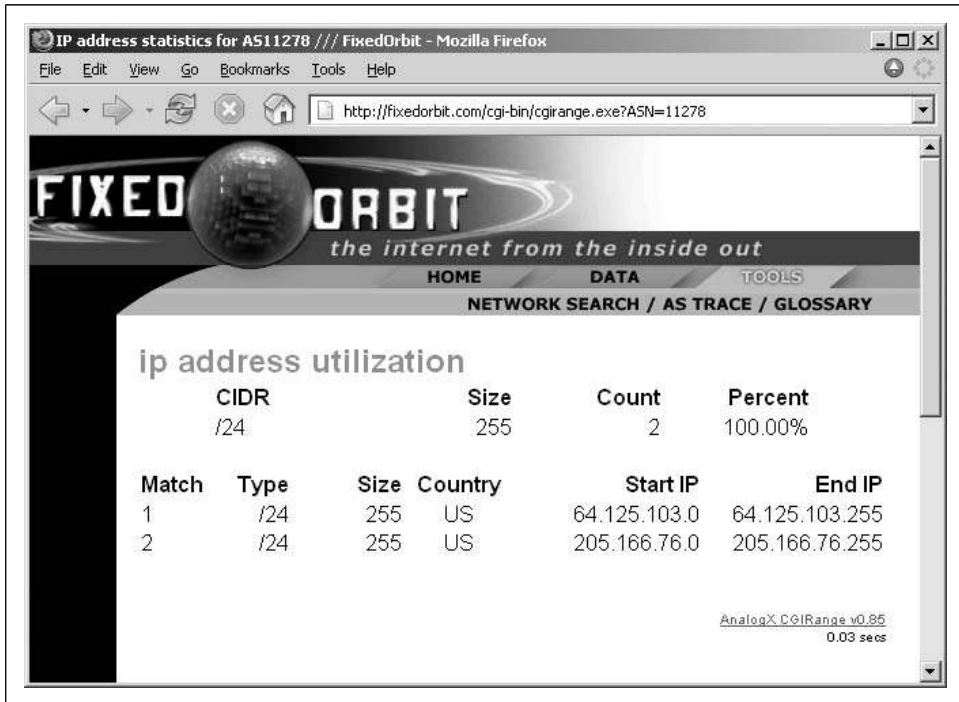 IP address statistics for AS11278 /// FixedOrbit - Mozilla Firefox
File Edit View Go Bookmarks Tools Help
http://fixedorbit.com/cgi-bin/cgirange.exe?ASN=11278
FIXED ORBIT
the internet from the inside out
HOME DATA TOOLS
NETWORK SEARCH / AS TRACE / GLOSSARY
ip address utilization
CIDR Size Count Percent
/24 255 2 100.00%
Match Type Size Country Start IP End IP
1 /24 255 US 64.125.103.0 64.125.103.255
2 /24 255 US 205.166.76.0 205.166.76.255
AnalogX CGIRange v0.85
0.03 secs